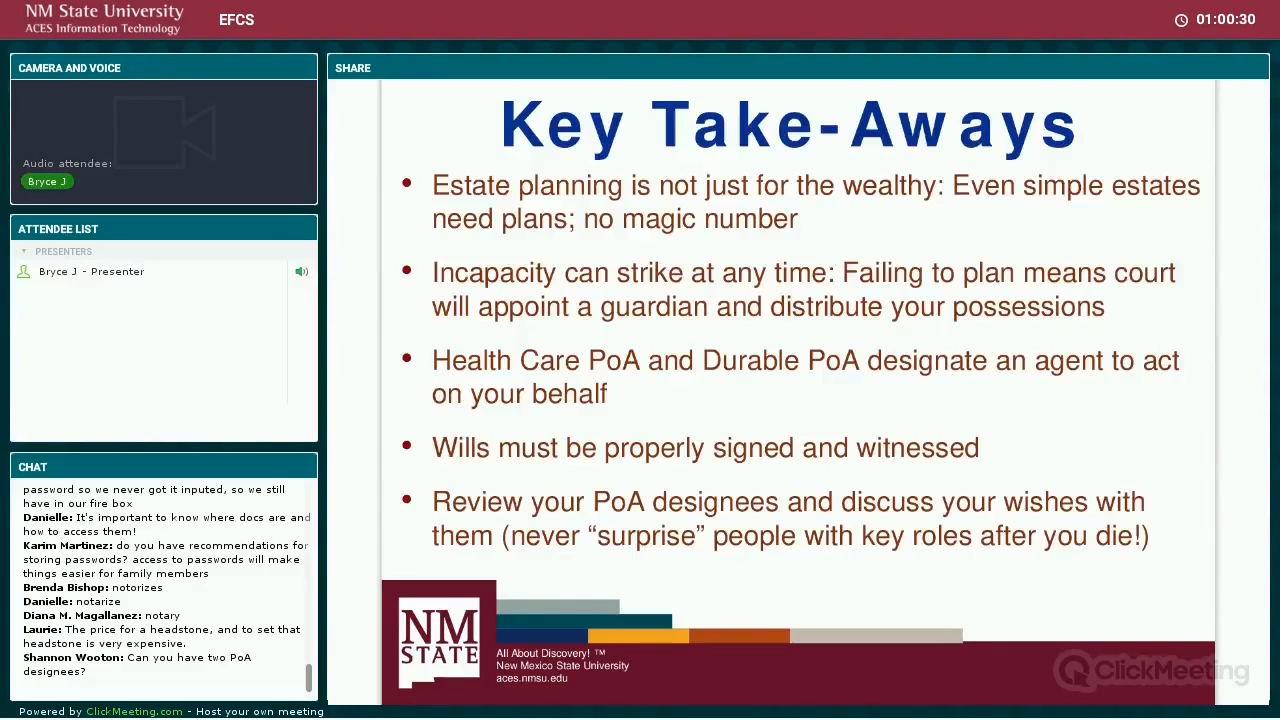 NM State University
ACES Information Technology
EFCS
01:00:30
CAMERA AND VOICE
Audio attendee:
Bryce J
ATTENDEE LIST
PRESENTERS
Bryce J - Presenter
CHAT
password so we never got it inputed, so we still
have in our fire box
Danielle: It's important to know where docs are and
how to access them!
Karim Martinez: do you have recommendations for
storing passwords? access to passwords will make
things easier for family members
Brenda Bishop: notorizes
Danielle: notarize
Diana M. Magallanez: notary
Laurie: The price for a headstone, and to set that
headstone is very expensive.
Shannon Wooton: Can you have two PoA
designees?
Powered by ClickMeeting.com - Host your own meeting
SHARE
Key Take-Aways
• Estate planning is not just for the wealthy: Even simple estates
need plans; no magic number
• Incapacity can strike at any time: Failing to plan means court
will appoint a guardian and distribute your possessions
• Health Care PoA and Durable PoA designate an agent to act
on your behalf
• Wills must be properly signed and witnessed
• Review your PoA designees and discuss your wishes with
them (never “surprise” people with key roles after you die!)
NM
STATE
All About Discovery! ™
New Mexico State University
aces.nmsu.edu
ClickMeeting